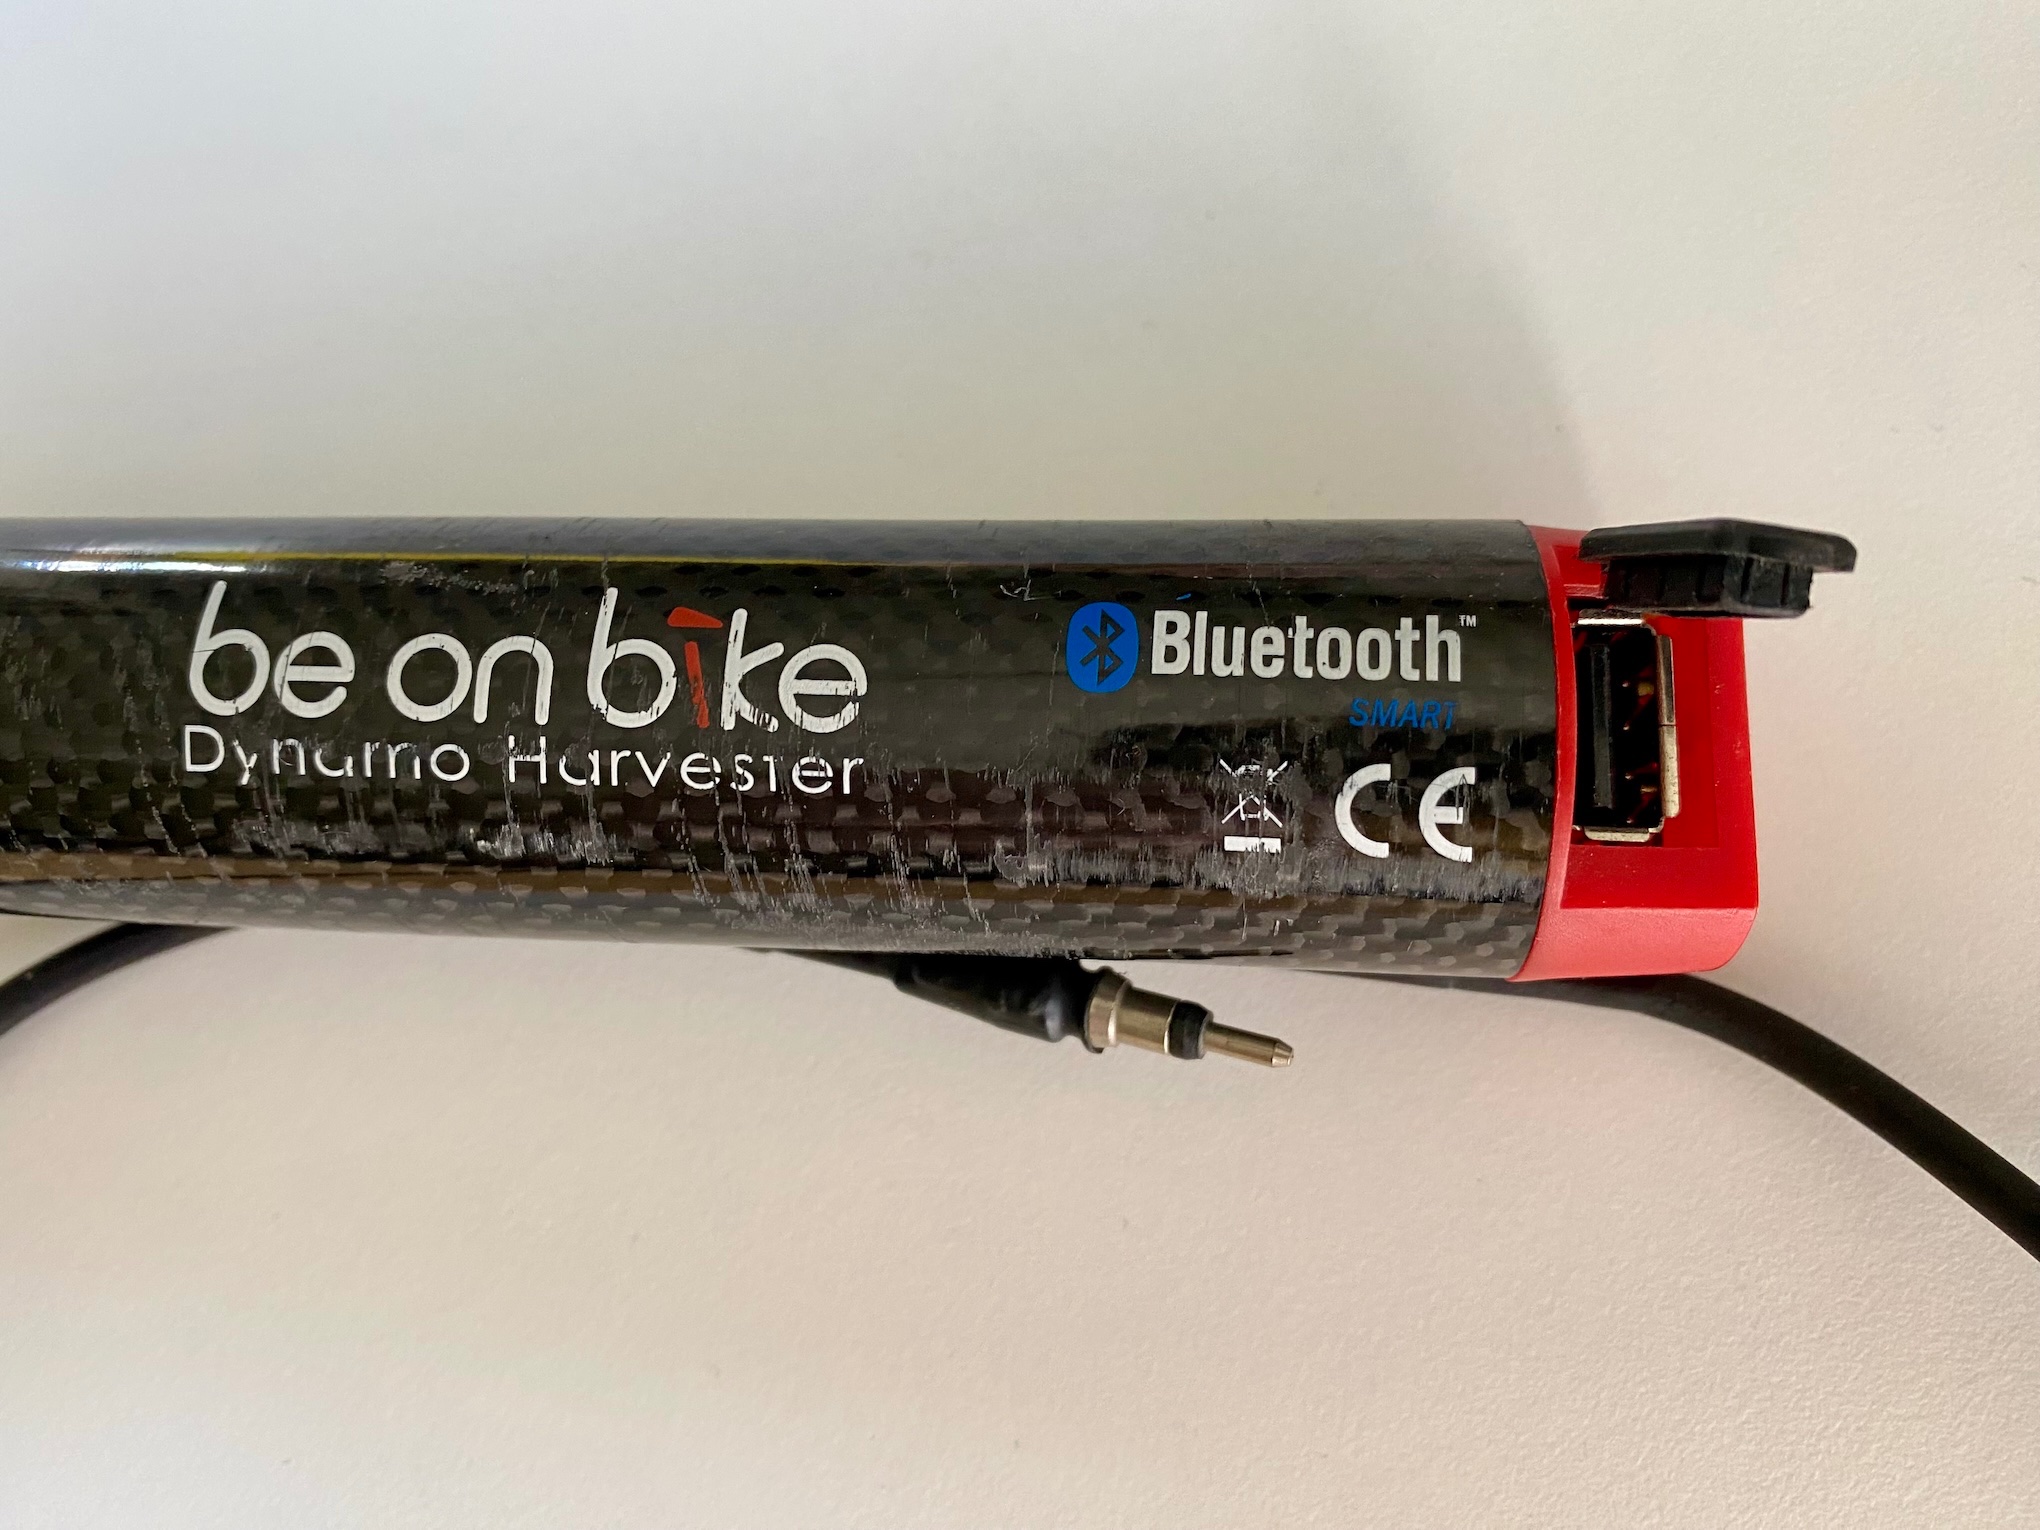 be on bike
Dynamo Harvester
Bluetooth™
SMART
CE